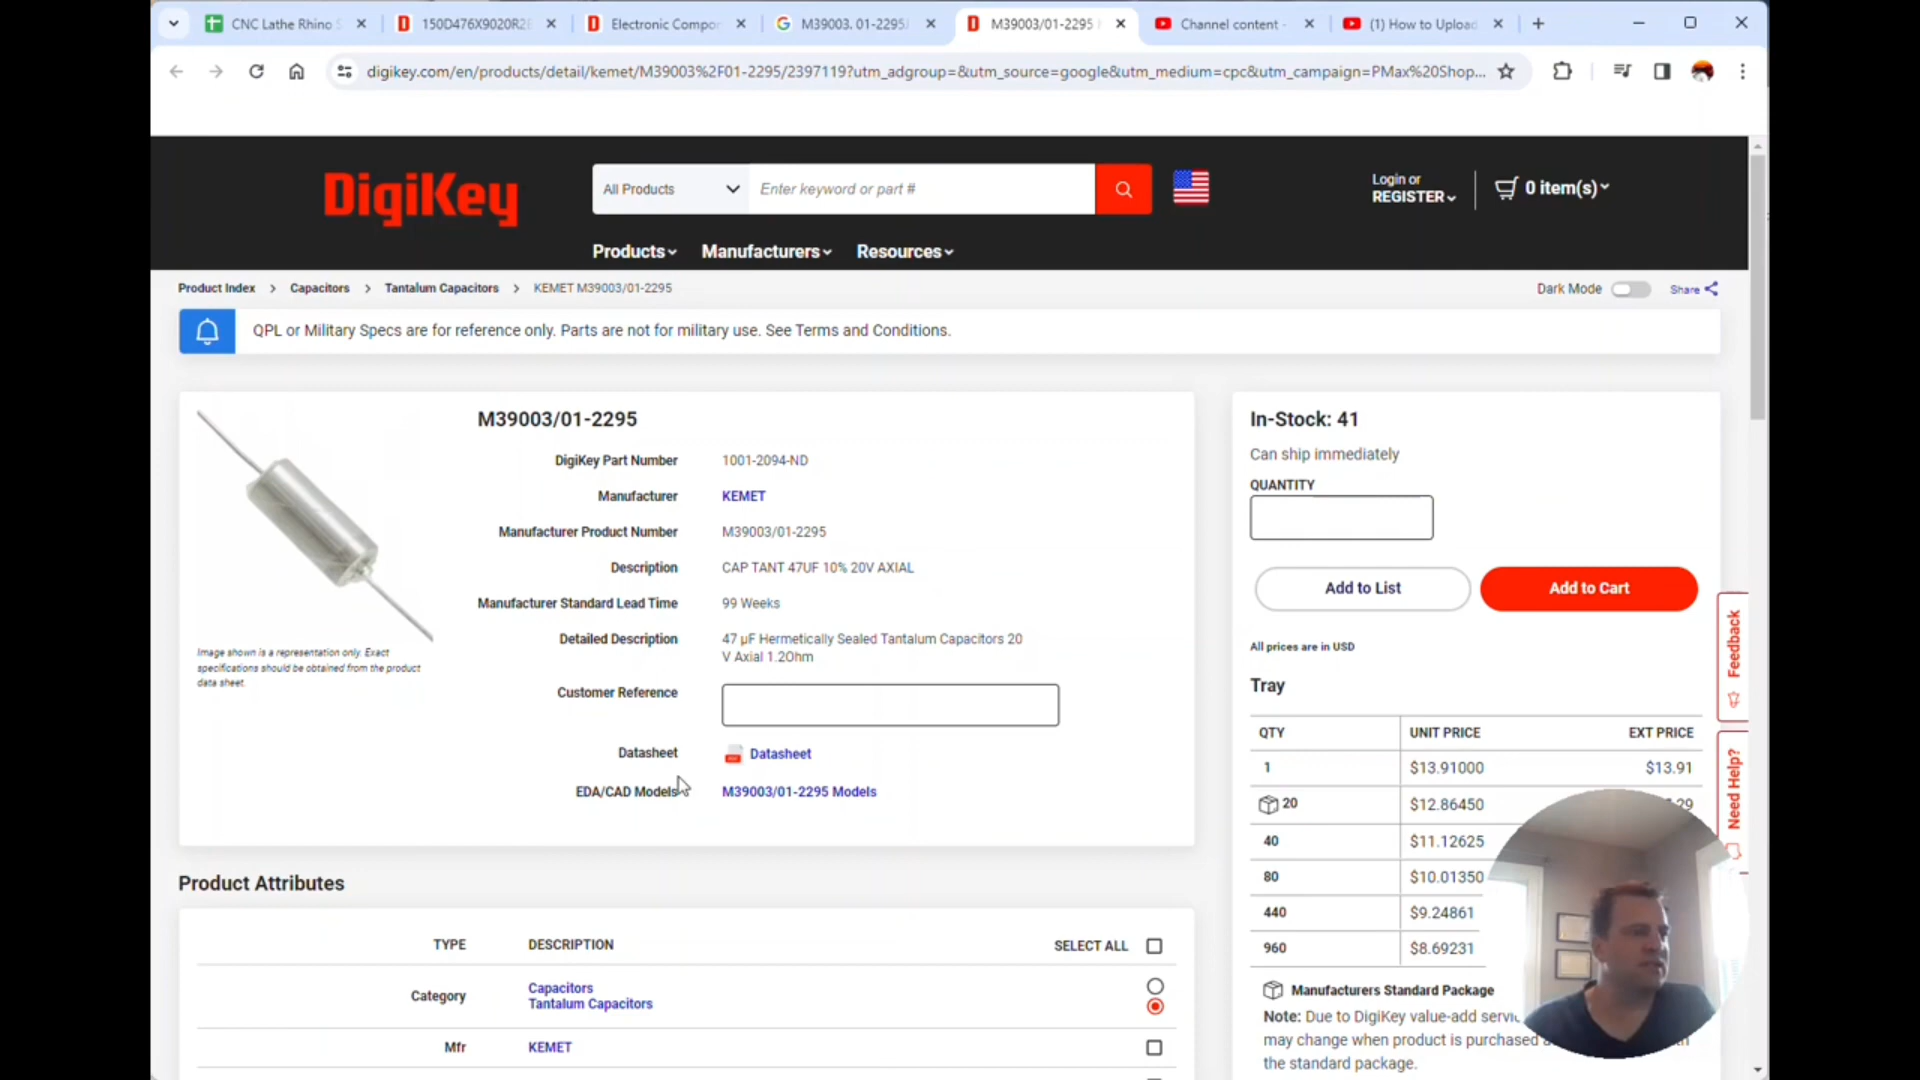 CNC Lathe Rhino S
150D476X9020R2B
Electronic Compor
M39003. 01-2295/
M39003/01-2295
Channel content -
(1) How to Upload
digikey.com/en/products/detail/kemet/M39003%2F01-2295/2397119?utm_adgroup=&utm_source=google&utm_medium=cpc&utm_campaign=PMax%20Shop...
DigiKey
All Products
Enter keyword or part #
Login or
REGISTER
0 item(s)
Products
Manufacturers
Resources
Product Index > Capacitors > Tantalum Capacitors > KEMET M39003/01-2295
Dark Mode
Share
QPL or Military Specs are for reference only. Parts are not for military use. See Terms and Conditions.
M39003/01-2295
DigiKey Part Number 1001-2094-ND
Manufacturer KEMET
Manufacturer Product Number M39003/01-2295
Description CAP TANT 47UF 10% 20V AXIAL
Manufacturer Standard Lead Time 99 Weeks
Detailed Description 47 µF Hermetically Sealed Tantalum Capacitors 20
V Axial 1.2Ohm
Customer Reference
Datasheet Datasheet
EDA/CAD Models M39003/01-2295 Models
Image shown is a representation only. Exact
specifications should be obtained from the product
data sheet.
In-Stock: 41
Can ship immediately
QUANTITY
Add to List
Add to Cart
All prices are in USD
Tray
QTY UNIT PRICE EXT PRICE
1 $13.91000 $13.91
20 $12.86450 .29
40 $11.12625
80 $10.01350
440 $9.24861
960 $8.69231
Manufacturers Standard Package
Note: Due to DigiKey value-add servic
may change when product is purchased a
the standard package.
Feedback
Need Help?
Product Attributes
TYPE DESCRIPTION SELECT ALL
Category Capacitors
Tantalum Capacitors
Mfr KEMET